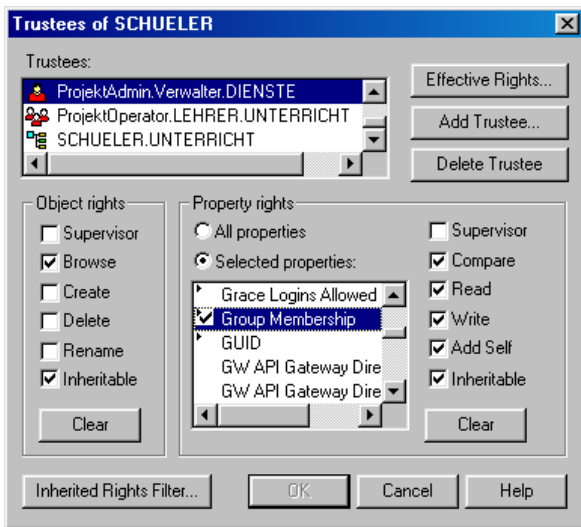 Trustees of SCHUELER
Trustees:
ProjektAdmin.Verwalter.DIENSTE
ProjektOperator.LEHRER.UNTERRICHT
SCHUELER.UNTERRICHT
Effective Rights...
Add Trustee...
Delete Trustee
Object rights
Supervisor
Browse
Create
Delete
Rename
Inheritable
Clear
Property rights
All properties
Selected properties:
Grace Logins Allowed
Group Membership
GUID
GW API Gateway Dire
GW API Gateway Dire
Supervisor
Compare
Read
Write
Add Self
Inheritable
Clear
Inherited Rights Filter...
OK
Cancel
Help